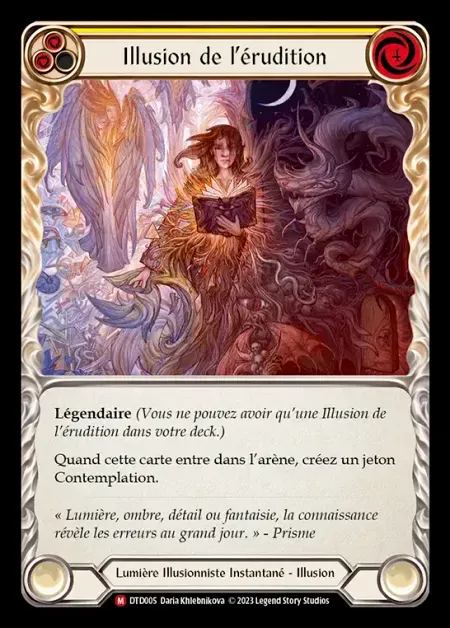 Illusion de l'érudition
4
Légendaire (Vous ne pouvez avoir qu'une Illusion de
l'érudition dans votre deck.)
Quand cette carte entre dans l'arène, créez un jeton
Contemplation.
« Lumière, ombre, détail ou fantaisie, la connaissance
révèle les erreurs au grand jour. » - Prisme
Lumière Illusionniste Instantané - Illusion
M DTD005 Daria Khlebnikova © 2023 Legend Story Studios